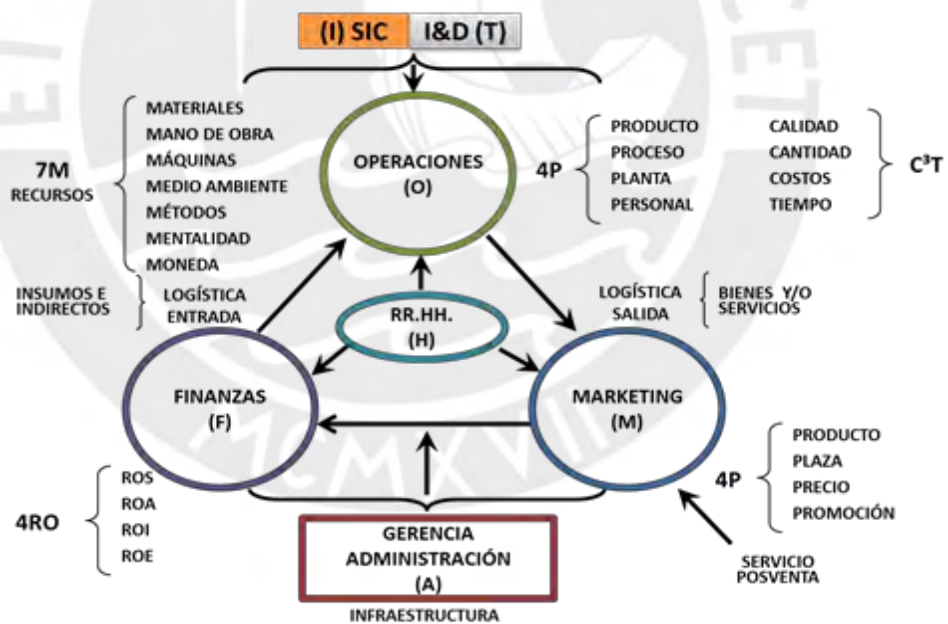 (I) SIC I&D (T)
MATERIALES
MANO DE OBRA
MÁQUINAS
MEDIO AMBIENTE
MÉTODOS
MENTALIDAD
MONEDA
7M
RECURSOS
OPERACIONES
(O)
4P
PRODUCTO
PROCESO
PLANTA
PERSONAL
CALIDAD
CANTIDAD
COSTOS
TIEMPO
C³T
INSUMOS E
INDIRECTOS
LOGÍSTICA
ENTRADA
RR.HH.
(H)
LOGÍSTICA
SALIDA
BIENES Y/O
SERVICIOS
FINANZAS
(F)
MARKETING
(M)
4RO
ROS
ROA
ROI
ROE
4P
PRODUCTO
PLAZA
PRECIO
PROMOCIÓN
GERENCIA
ADMINISTRACIÓN
(A)
INFRAESTRUCTURA
SERVICIO
POSVENTA
MCMXVII